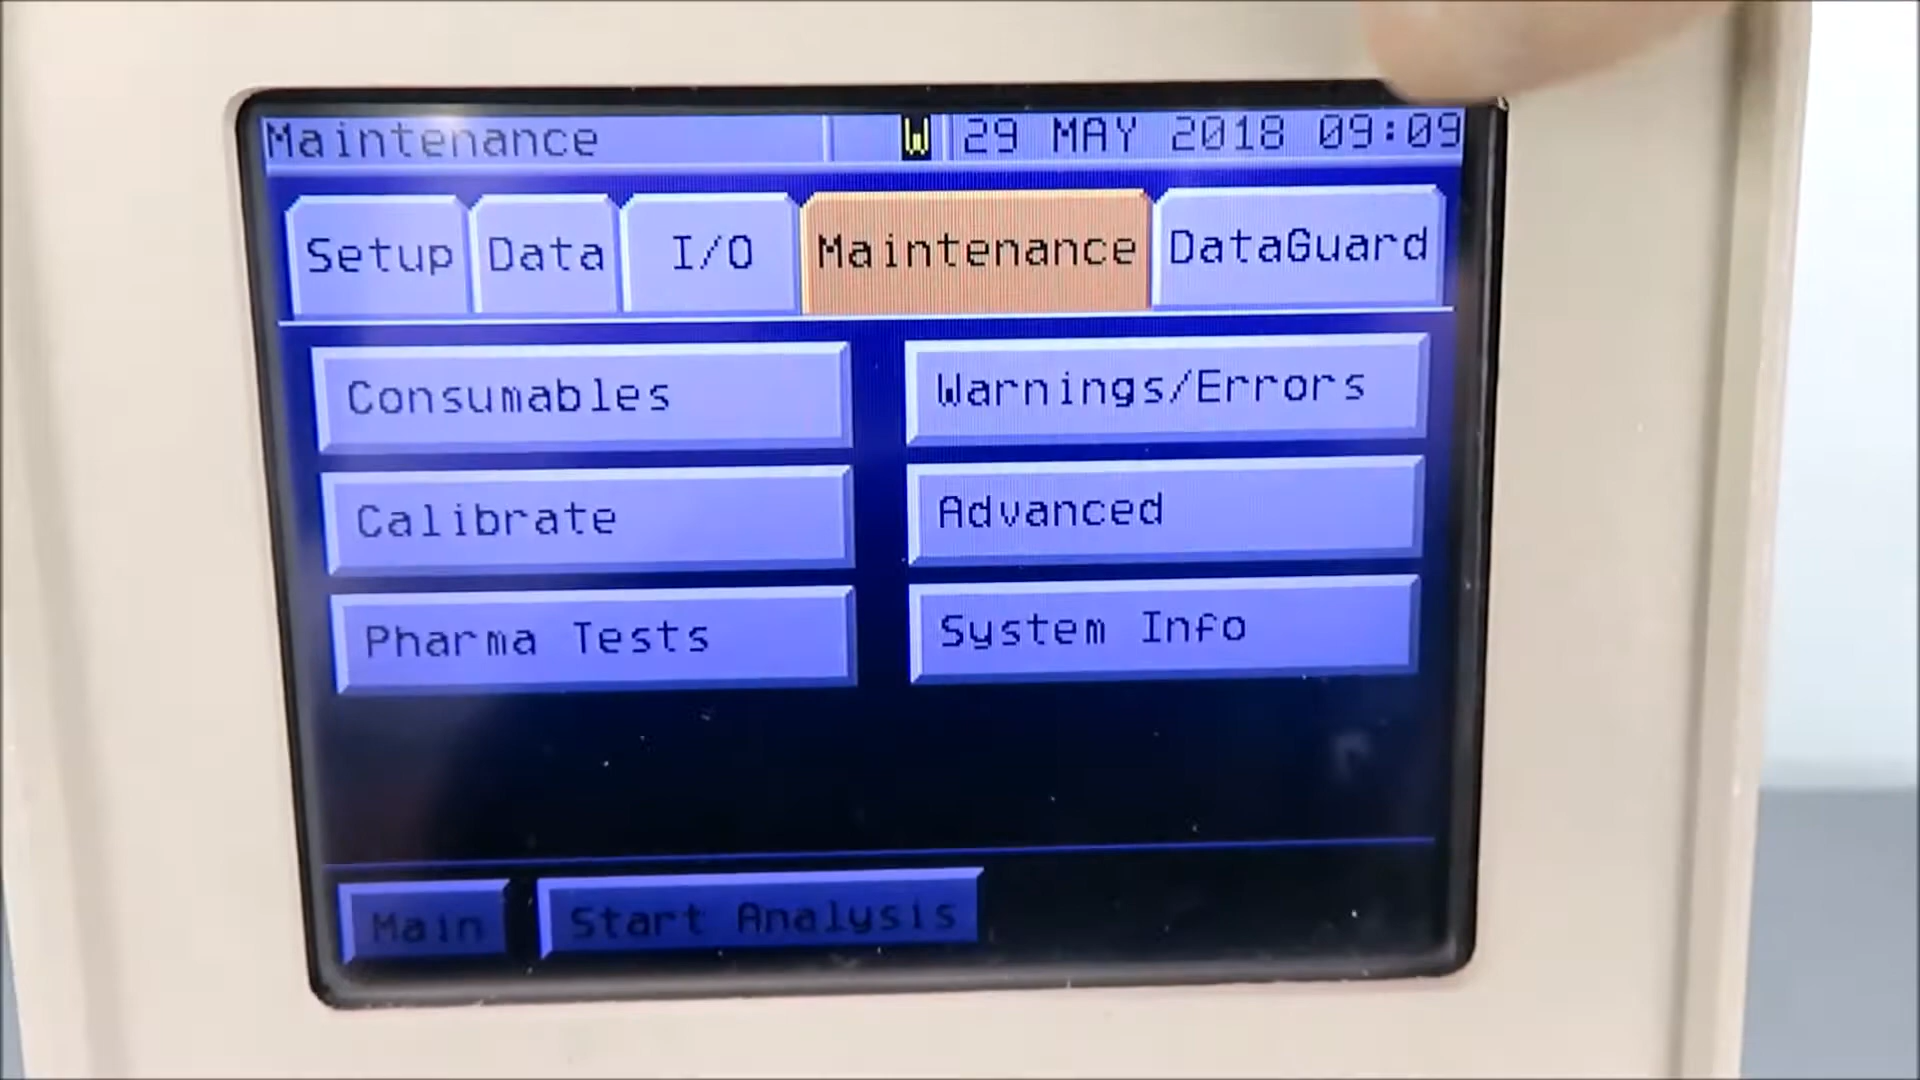 Maintenance W 29 MAY 2018 09:09
Setup Data I/O Maintenance DataGuard
Consumables Warnings/Errors
Calibrate Advanced
Pharma Tests System Info
Main Start Analysis